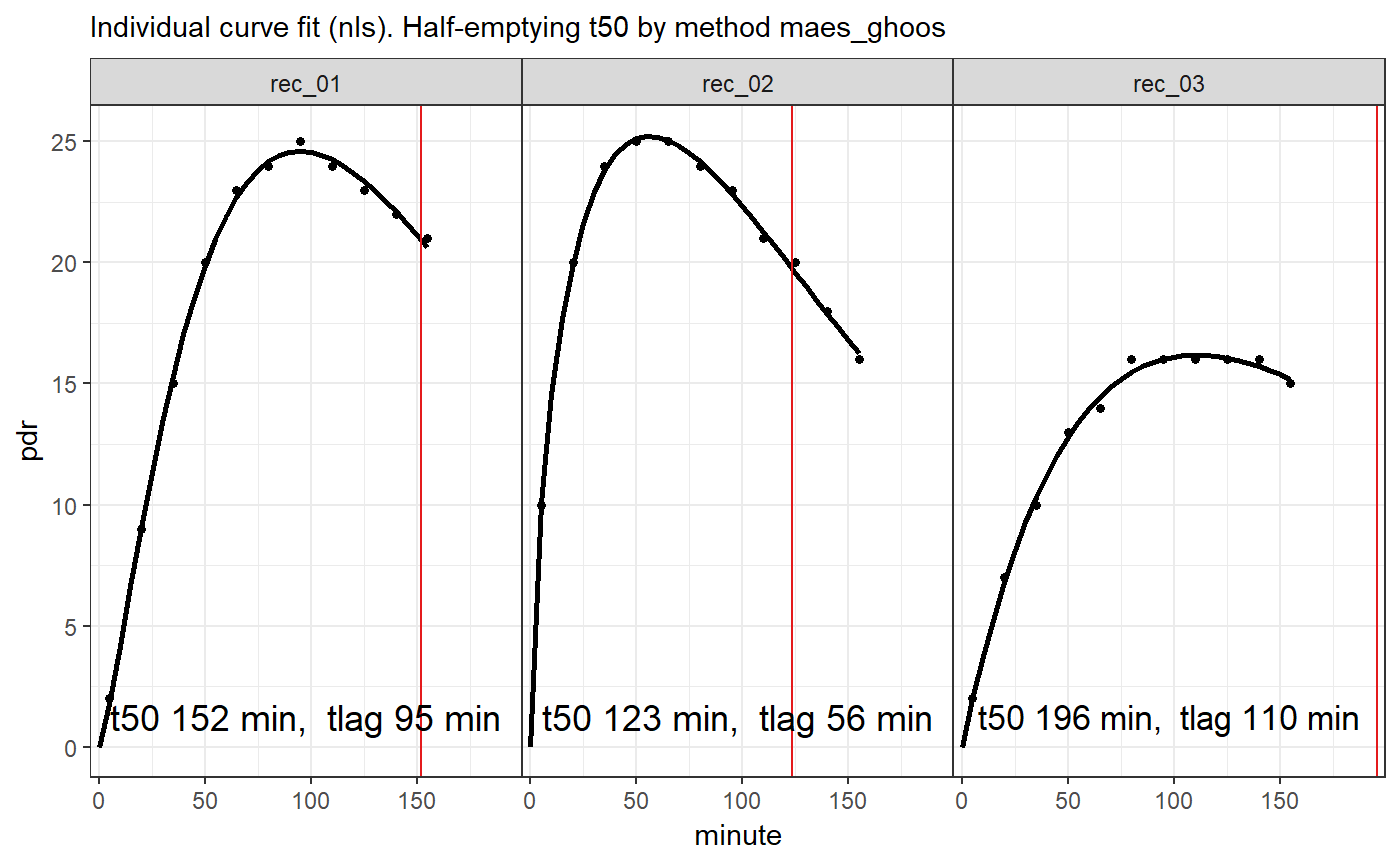 Individual curve fit (nls). Half-emptying t50 by method maes_ghoos
rec_01 rec_02 rec_03
25
20
15
10
5
0
pdr
t50 152 min,  tlag 95 min t50 123 min,  tlag 56 min t50 196 min,  tlag 110 min
0 50 100 150 0 50 100 150 0 50 100 150
minute